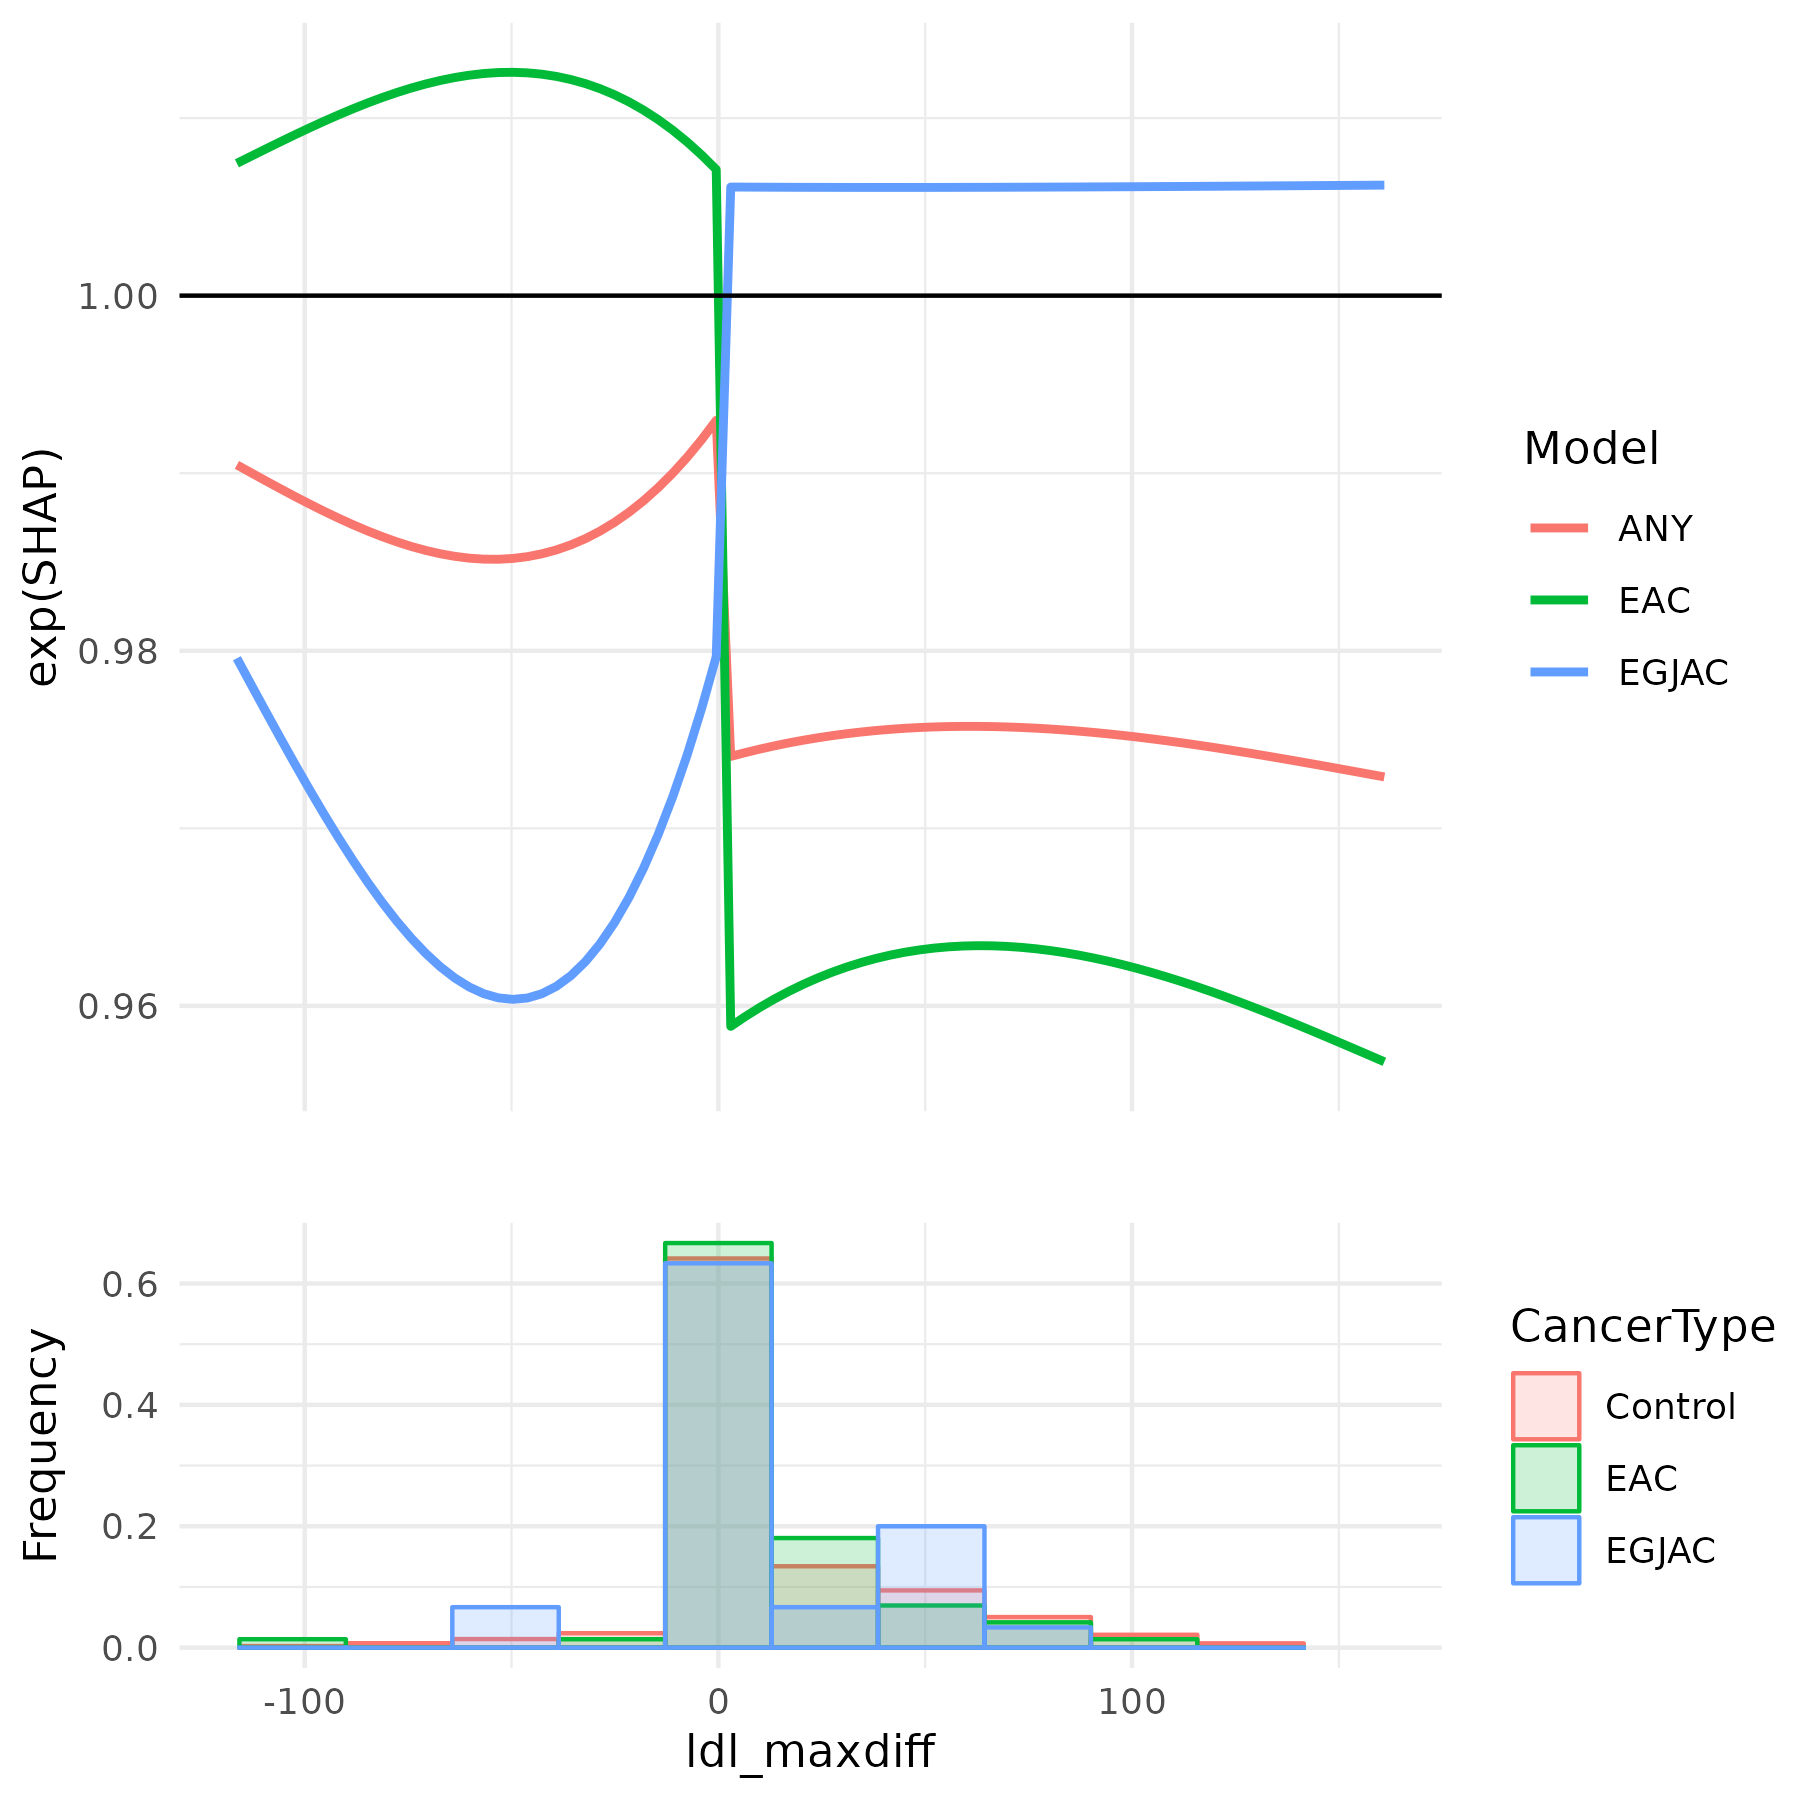 exp(SHAP)
1.00
0.98
0.96
Model
ANY
EAC
EGJAC
Frequency
0.6
0.4
0.2
0.0
-100
0
100
ldl_maxdiff
CancerType
Control
EAC
EGJAC